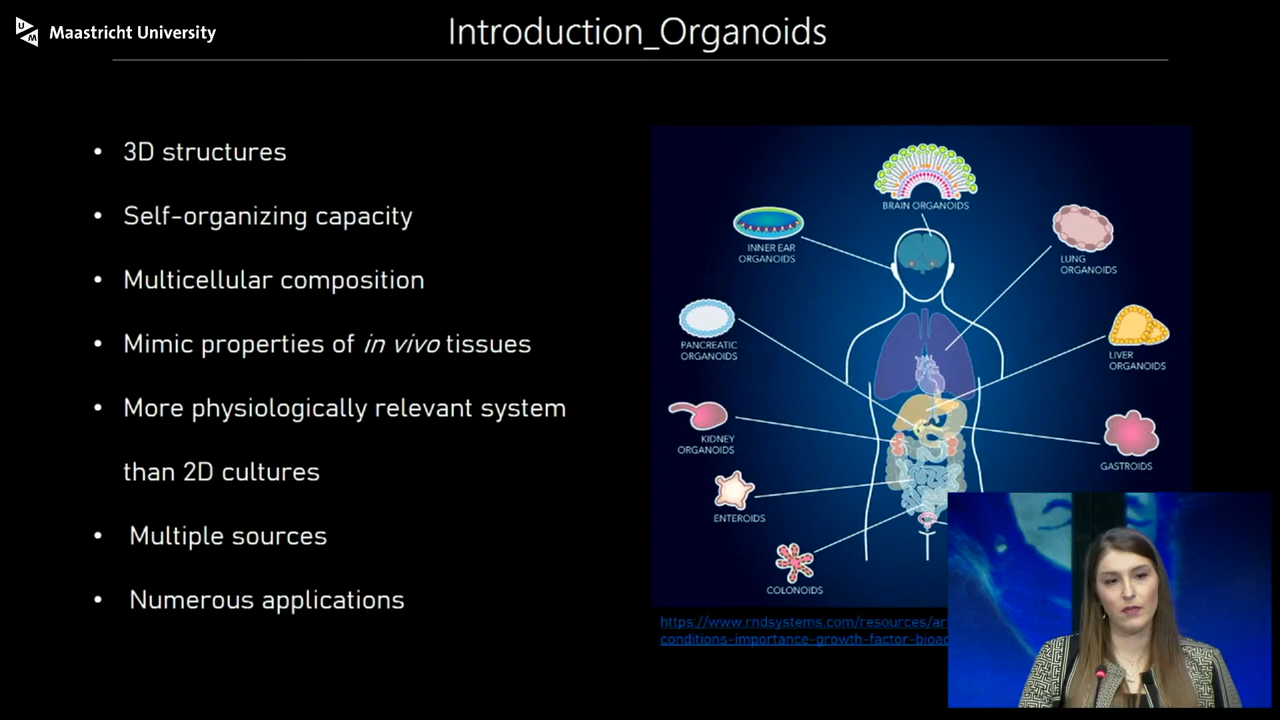 Maastricht University
Introduction_Organoids
• 3D structures
• Self-organizing capacity
• Multicellular composition
• Mimic properties of in vivo tissues
• More physiologically relevant system
than 2D cultures
• Multiple sources
• Numerous applications
BRAIN ORGANOIDS
INNER EAR
ORGANOIDS
LUNG
ORGANOIDS
PANCREATIC
ORGANOIDS
LIVER
ORGANOIDS
KIDNEY
ORGANOIDS
GASTROIDS
ENTEROIDS
COLONOIDS
https://www.rndsystems.com/resources/ar
conditions-importance-growth-factor-bioac